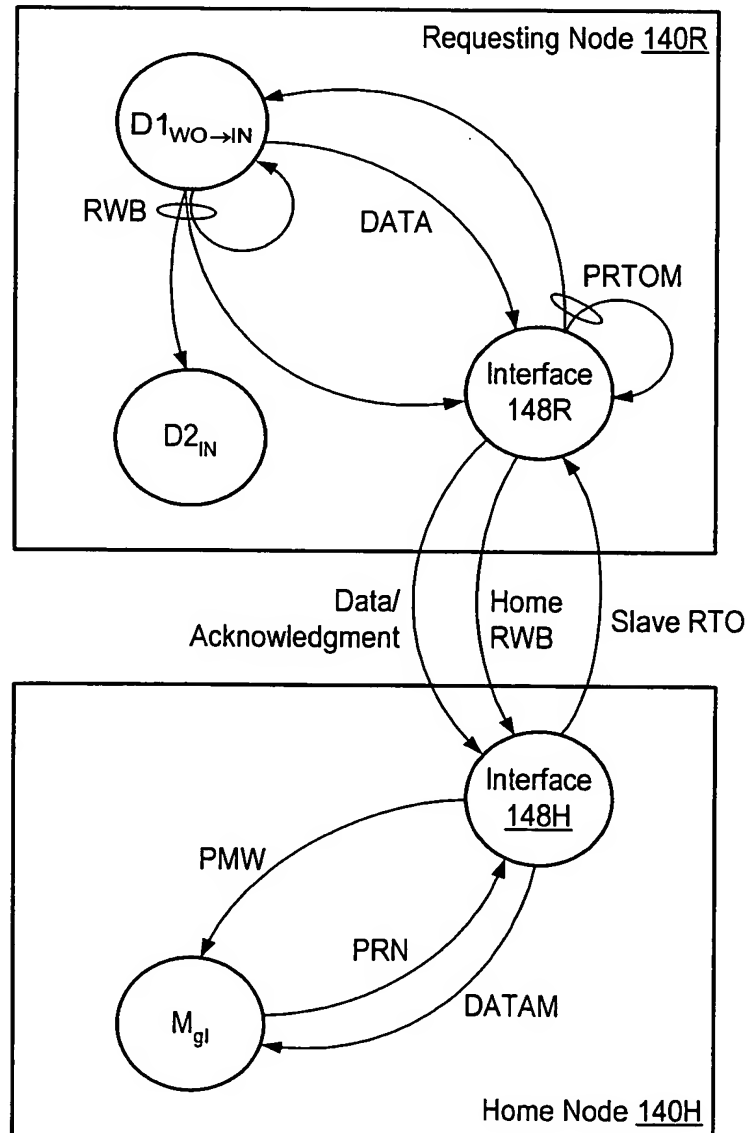 Requesting Node 140R
D1WO→IN
RWB
DATA
PRTOM
Interface
148R
D2IN
Data/
Acknowledgment
Home
RWB
Slave RTO
Interface
148H
PMW
PRN
DATAM
MgI
Home Node 140H